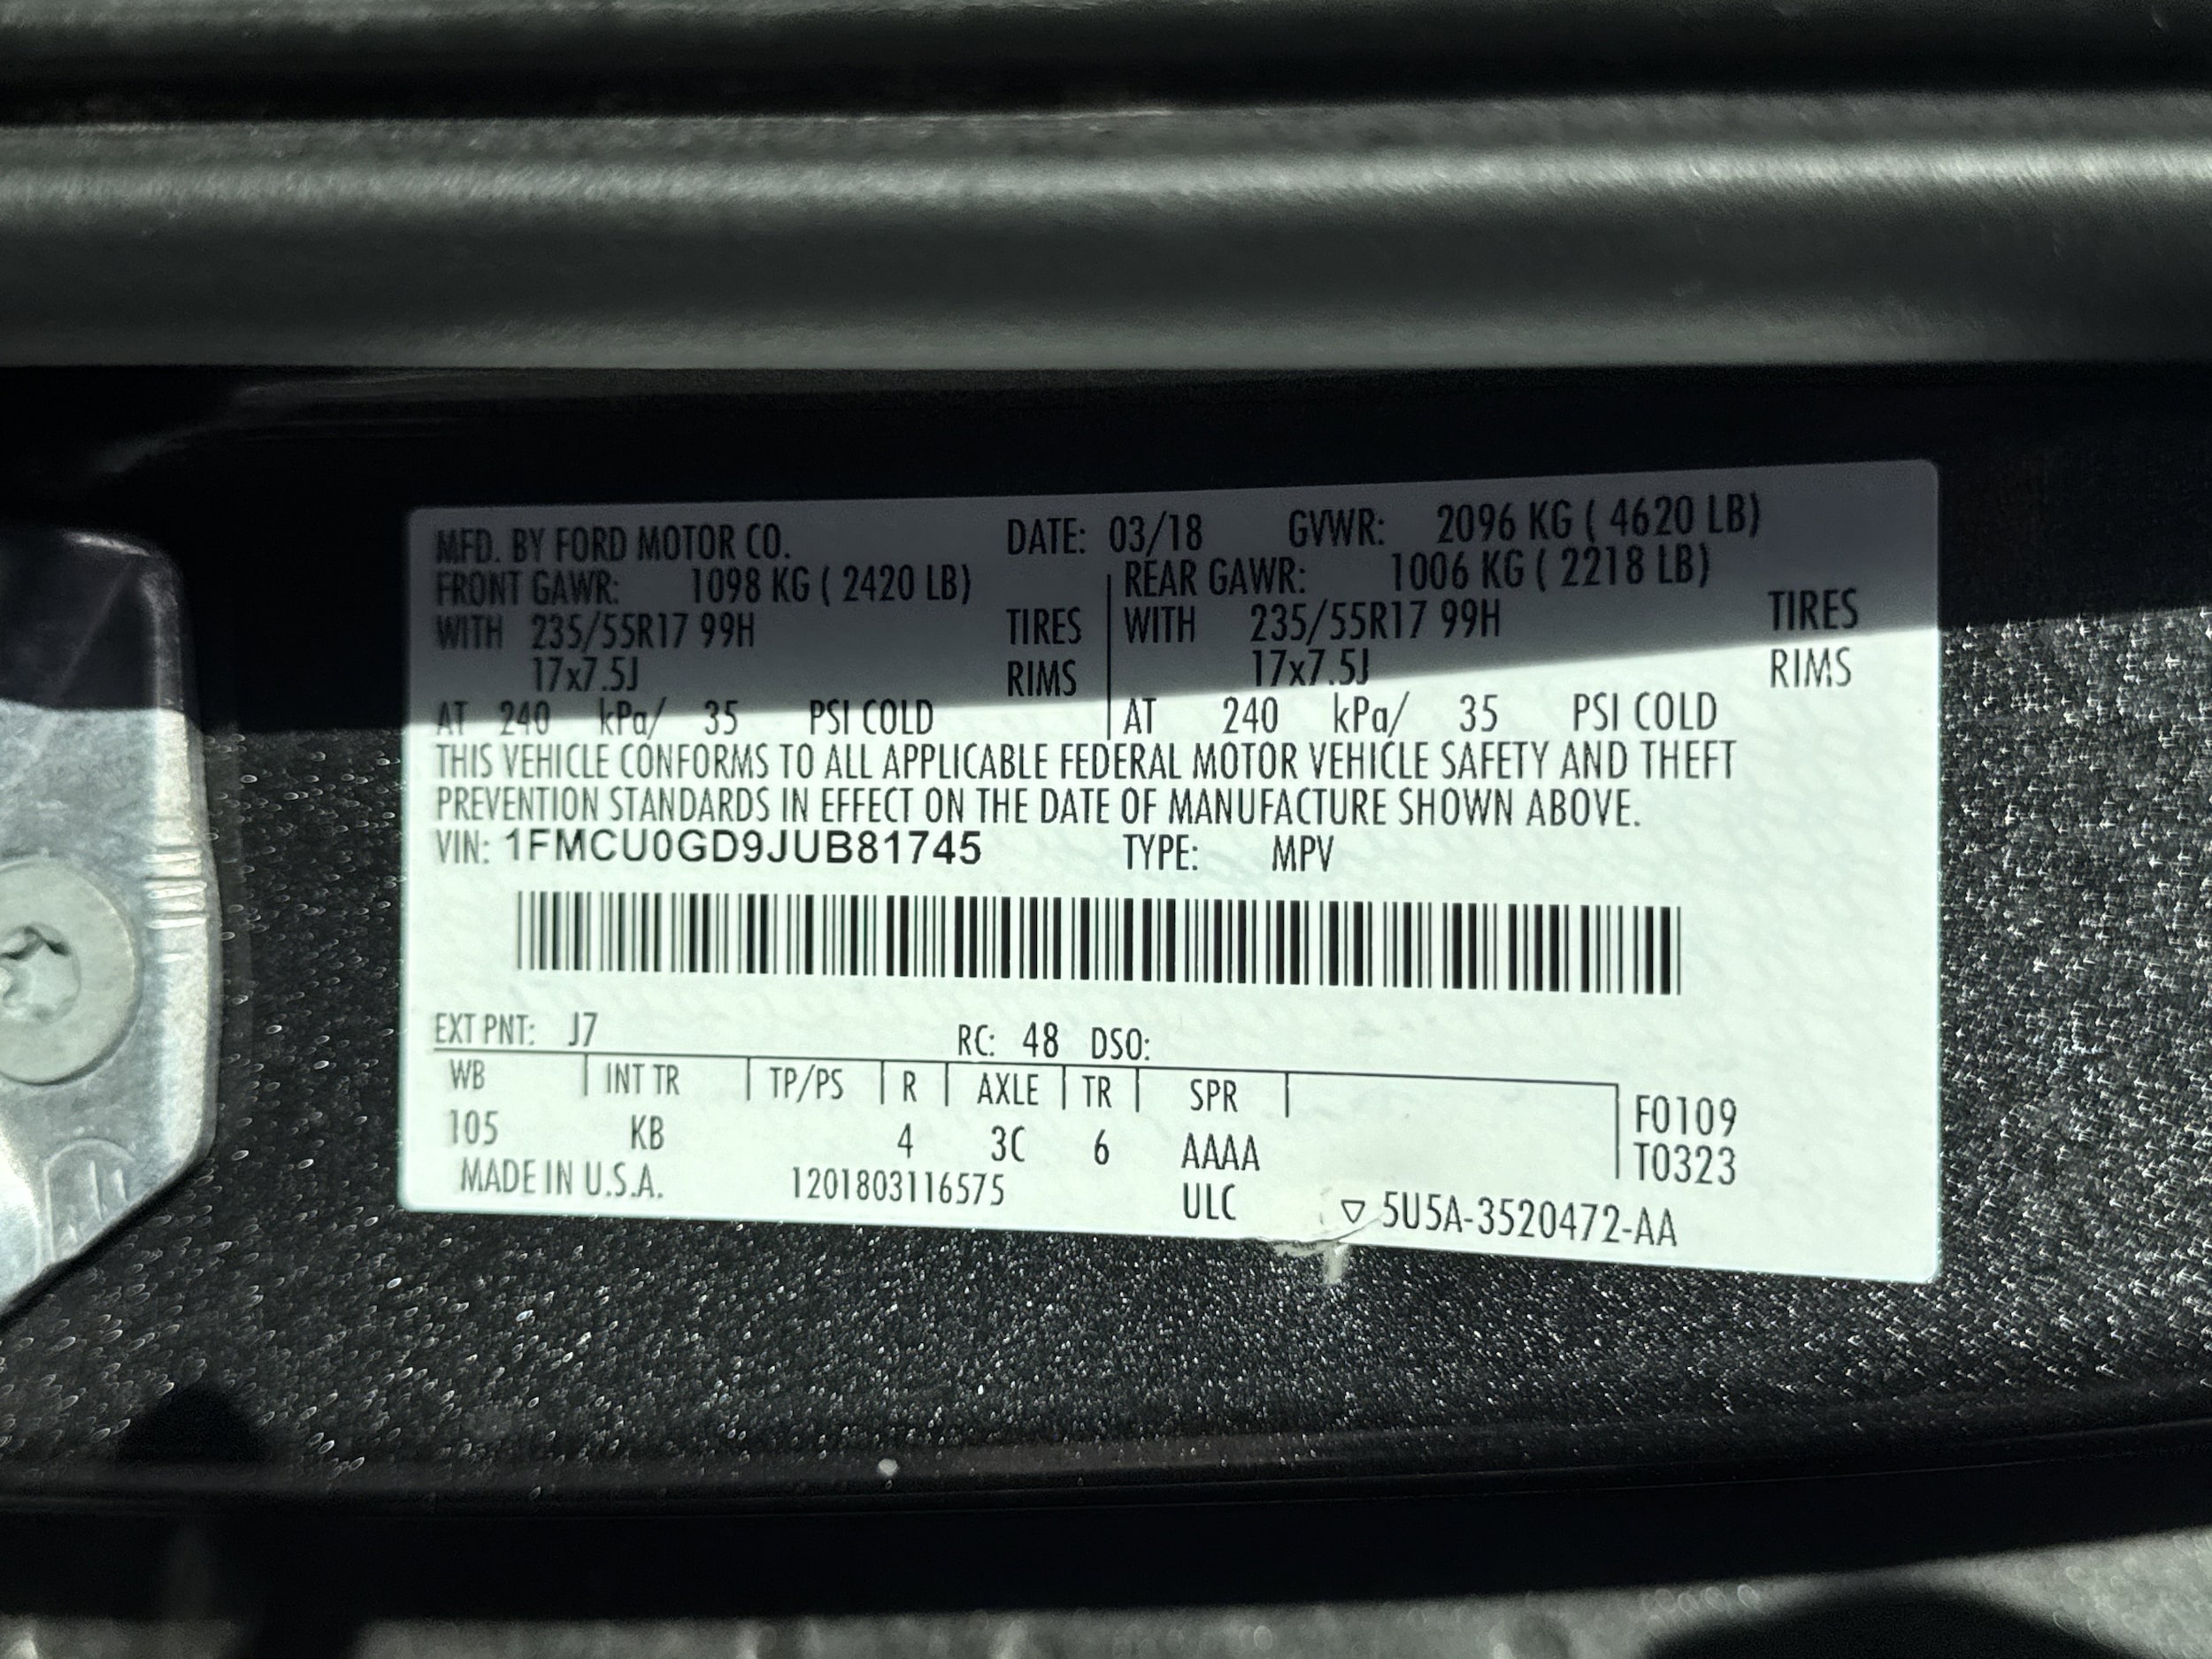 MFD. BY FORD MOTOR CO. DATE: 03/18 GVWR: 2096 KG ( 4620 LB)
FRONT GAWR: 1098 KG ( 2420 LB) REAR GAWR: 1006 KG ( 2218 LB)
WITH 235/55R17 99H TIRES WITH 235/55R17 99H TIRES
17x7.5J RIMS 17x7.5J RIMS
AT 240 kPa/ 35 PSI COLD AT 240 kPa/ 35 PSI COLD
THIS VEHICLE CONFORMS TO ALL APPLICABLE FEDERAL MOTOR VEHICLE SAFETY AND THEFT
PREVENTION STANDARDS IN EFFECT ON THE DATE OF MANUFACTURE SHOWN ABOVE.
VIN: 1FMCU0GD9JUB81745 TYPE: MPV
EXT PNT: J7 RC: 48 DSO:
WB INT TR TP/PS R AXLE TR SPR F0109
105 KB 4 3C 6 AAAA T0323
MADE IN U.S.A. 1201803116575 ULC ▽ 5U5A-3520472-AA